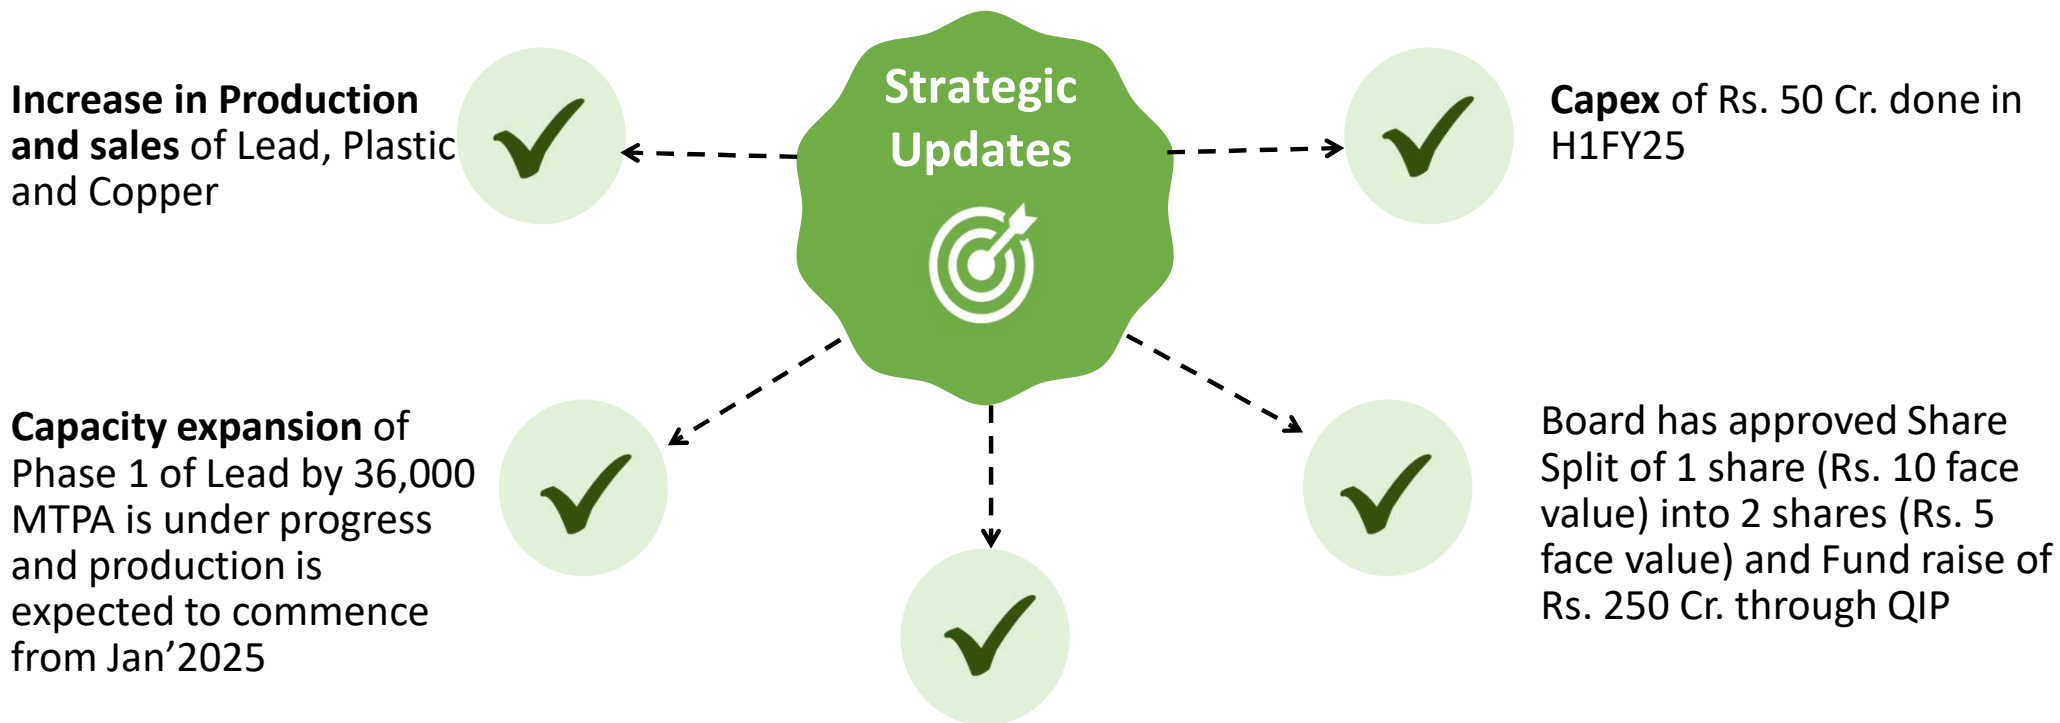 Strategic
Updates
Increase in Production
and sales of Lead, Plastic
and Copper
Capex of Rs. 50 Cr. done in
H1FY25
Capacity expansion of
Phase 1 of Lead by 36,000
MTPA is under progress
and production is
expected to commence
from Jan’2025
Board has approved Share
Split of 1 share (Rs. 10 face
value) into 2 shares (Rs. 5
face value) and Fund raise of
Rs. 250 Cr. through QIP